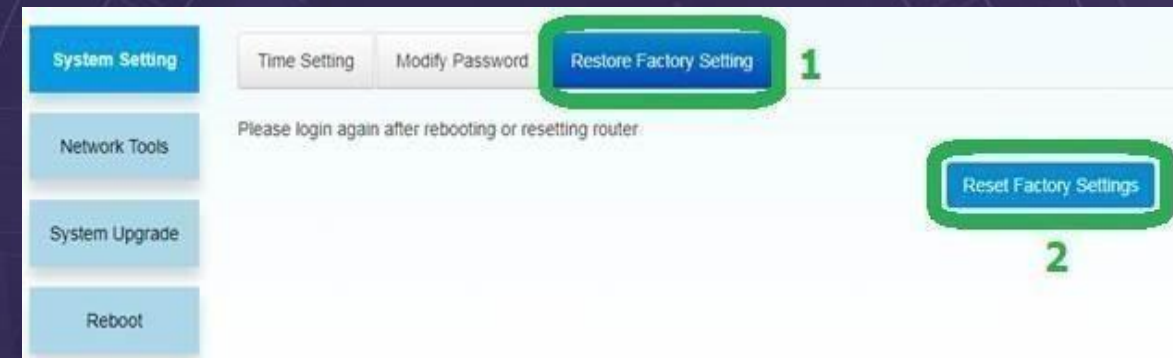 System Setting
Time Setting
Modify Password
Restore Factory Setting
1
Network Tools
Please login again after rebooting or resetting router
Reset Factory Settings
System Upgrade
2
Reboot